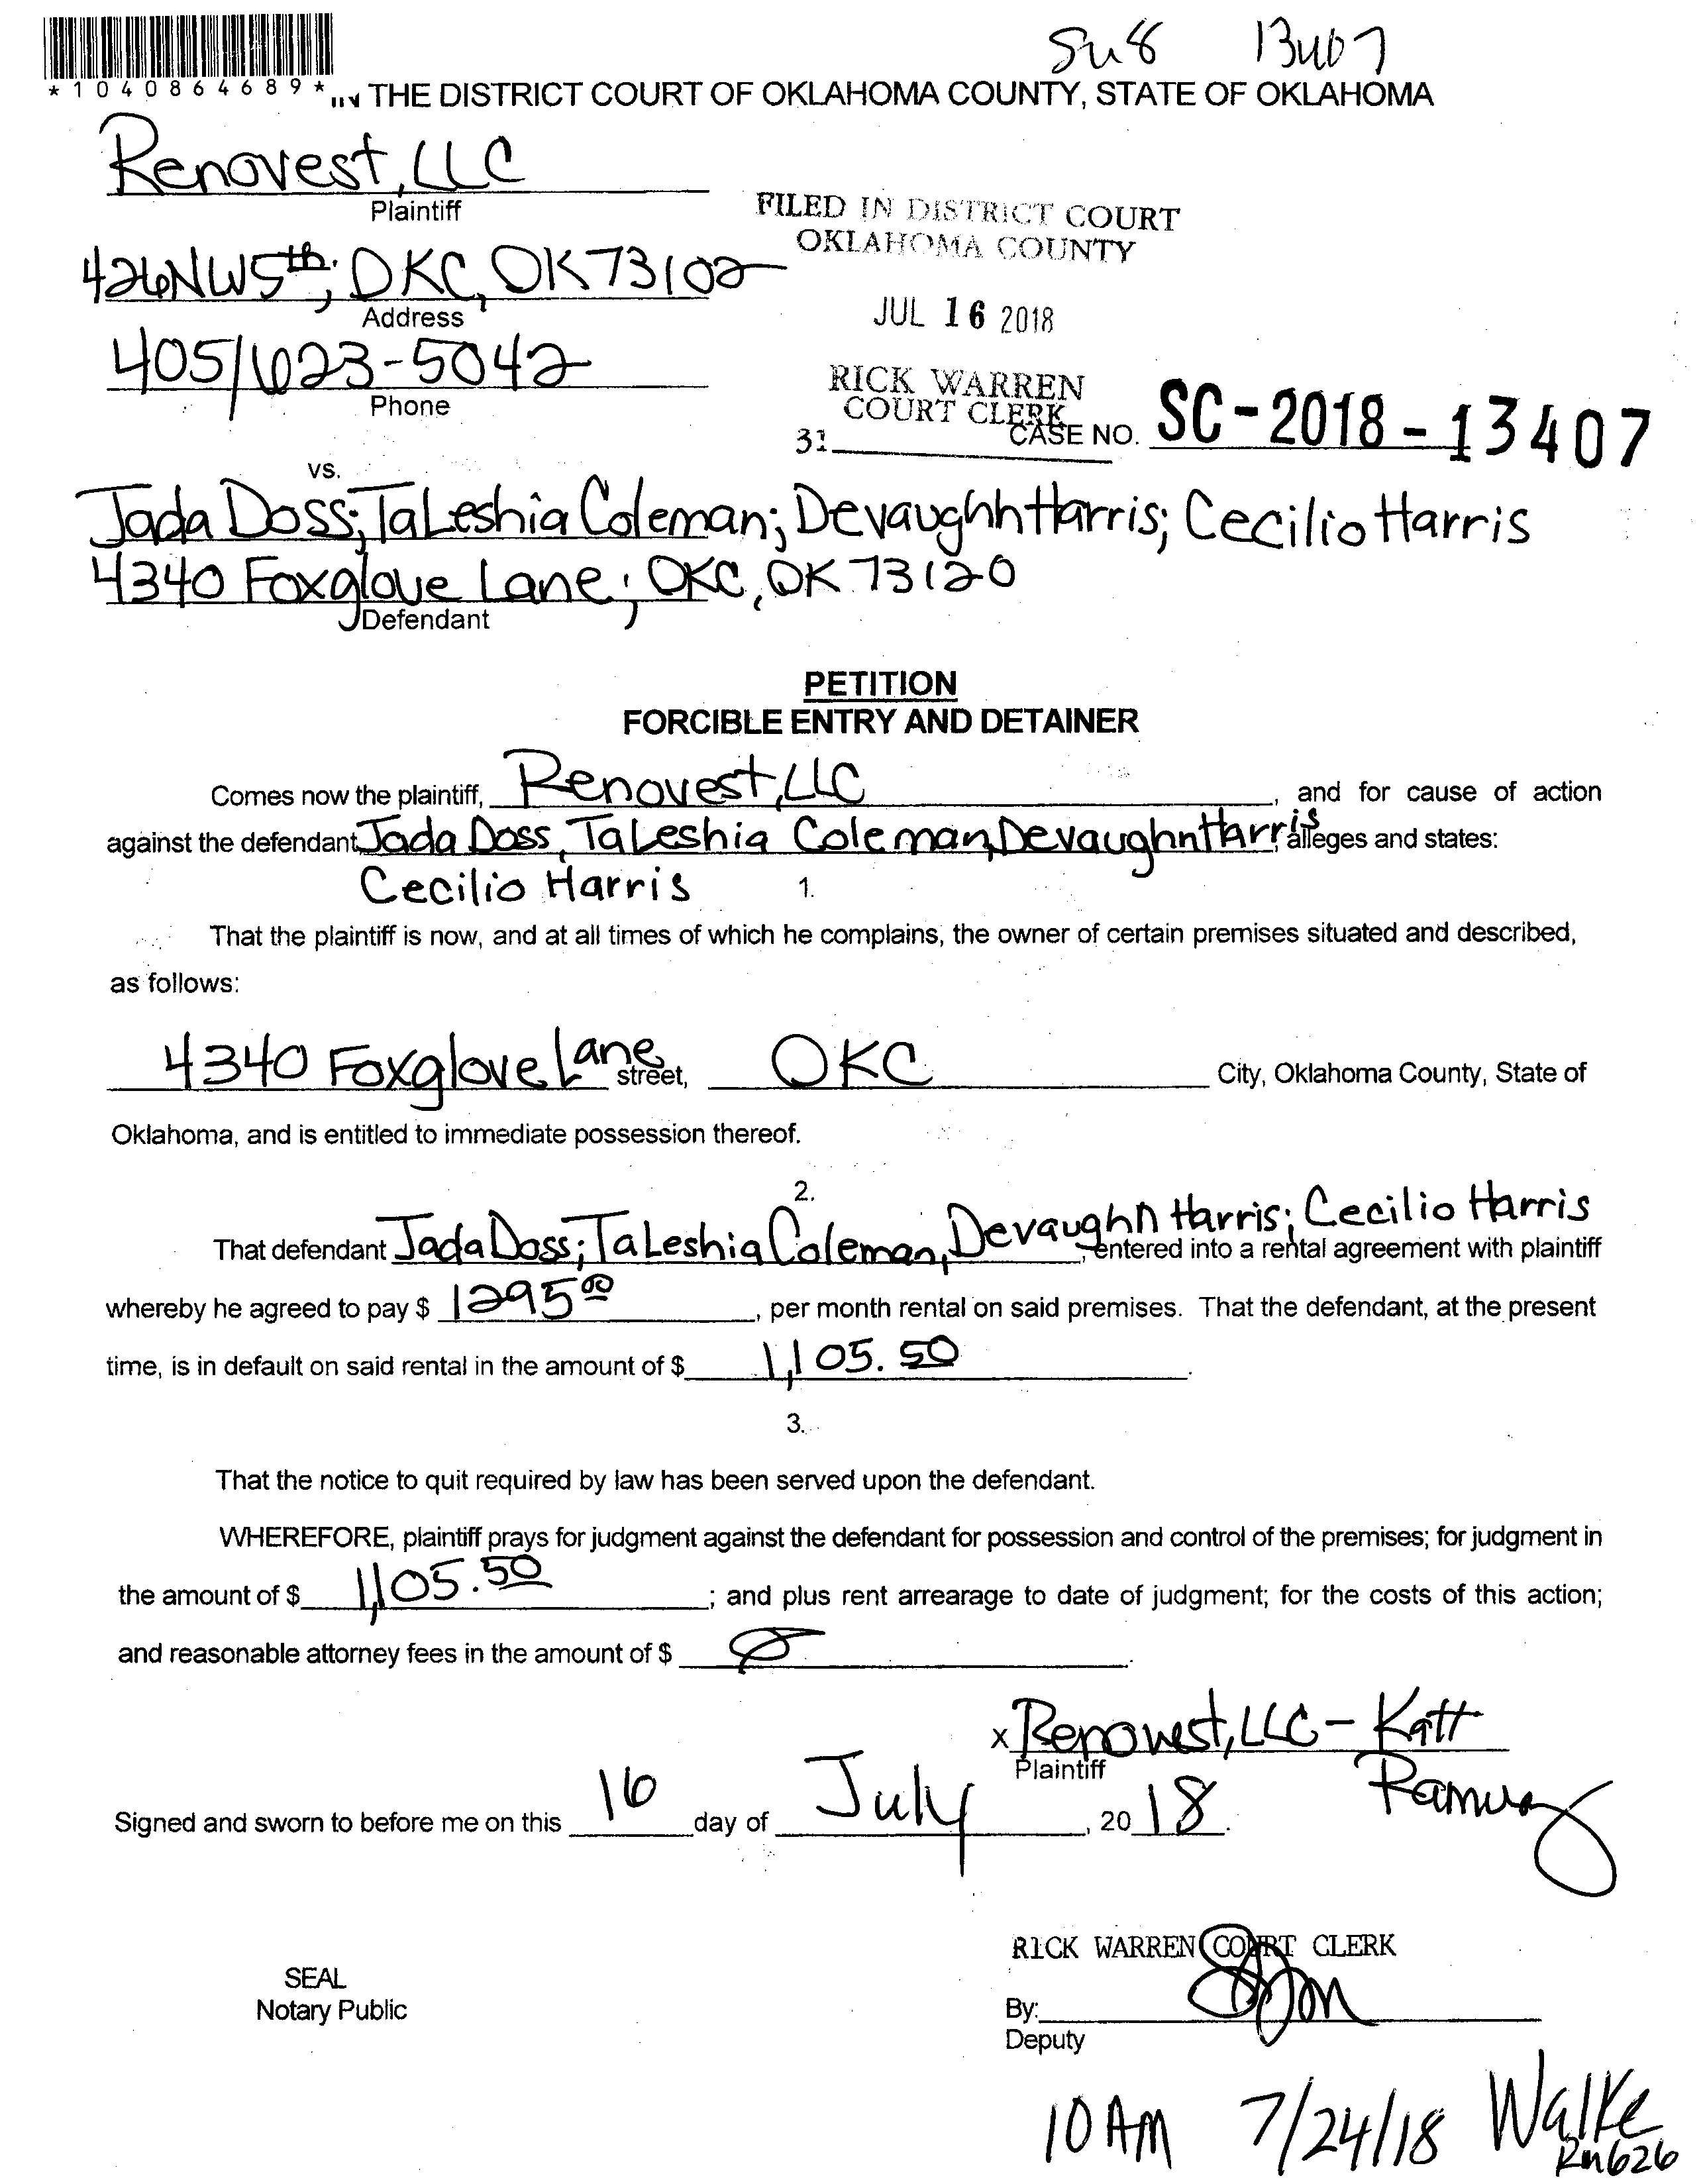 Su8 13407
*1040864689*
IN THE DISTRICT COURT OF OKLAHOMA COUNTY, STATE OF OKLAHOMA
Renovest, LLC
Plaintiff
FILED IN DISTRICT COURT
OKLAHOMA COUNTY
426 NW 5th; OKC, OK 73102
Address
JUL 16 2018
405/623-5042
Phone
RICK WARREN
COURT CLERK
31
CASE NO. SC-2018-13407
vs.
Jada Doss; TaLeshia Coleman; Devaughn Harris; Cecilio Harris
4340 Foxglove Lane; OKC, OK 73120
Defendant
PETITION
FORCIBLE ENTRY AND DETAINER
Comes now the plaintiff, Renovest, LLC, and for cause of action
against the defendant Jada Doss, TaLeshia Coleman, Devaughn Harris, alleges and states:
Cecilio Harris
1.
That the plaintiff is now, and at all times of which he complains, the owner of certain premises situated and described,
as follows:
4340 Foxglove Lane street, OKC City, Oklahoma County, State of
Oklahoma, and is entitled to immediate possession thereof.
2.
That defendant Jada Doss; TaLeshia Coleman, Devaughn Harris; Cecilio Harris, entered into a rental agreement with plaintiff
whereby he agreed to pay $ 1295 00, per month rental on said premises. That the defendant, at the present
time, is in default on said rental in the amount of $ 1,105.50.
3.
That the notice to quit required by law has been served upon the defendant.
WHEREFORE, plaintiff prays for judgment against the defendant for possession and control of the premises; for judgment in
the amount of $ 1,105.50; and plus rent arrearage to date of judgment; for the costs of this action;
and reasonable attorney fees in the amount of $
x Renovest, LLC - Katt
Plaintiff
Ramirez
Signed and sworn to before me on this 16 day of July, 2018.
RICK WARREN COURT CLERK
SEAL
Notary Public
By:
Deputy
10 AM 7/24/18 Walke
Rm 626